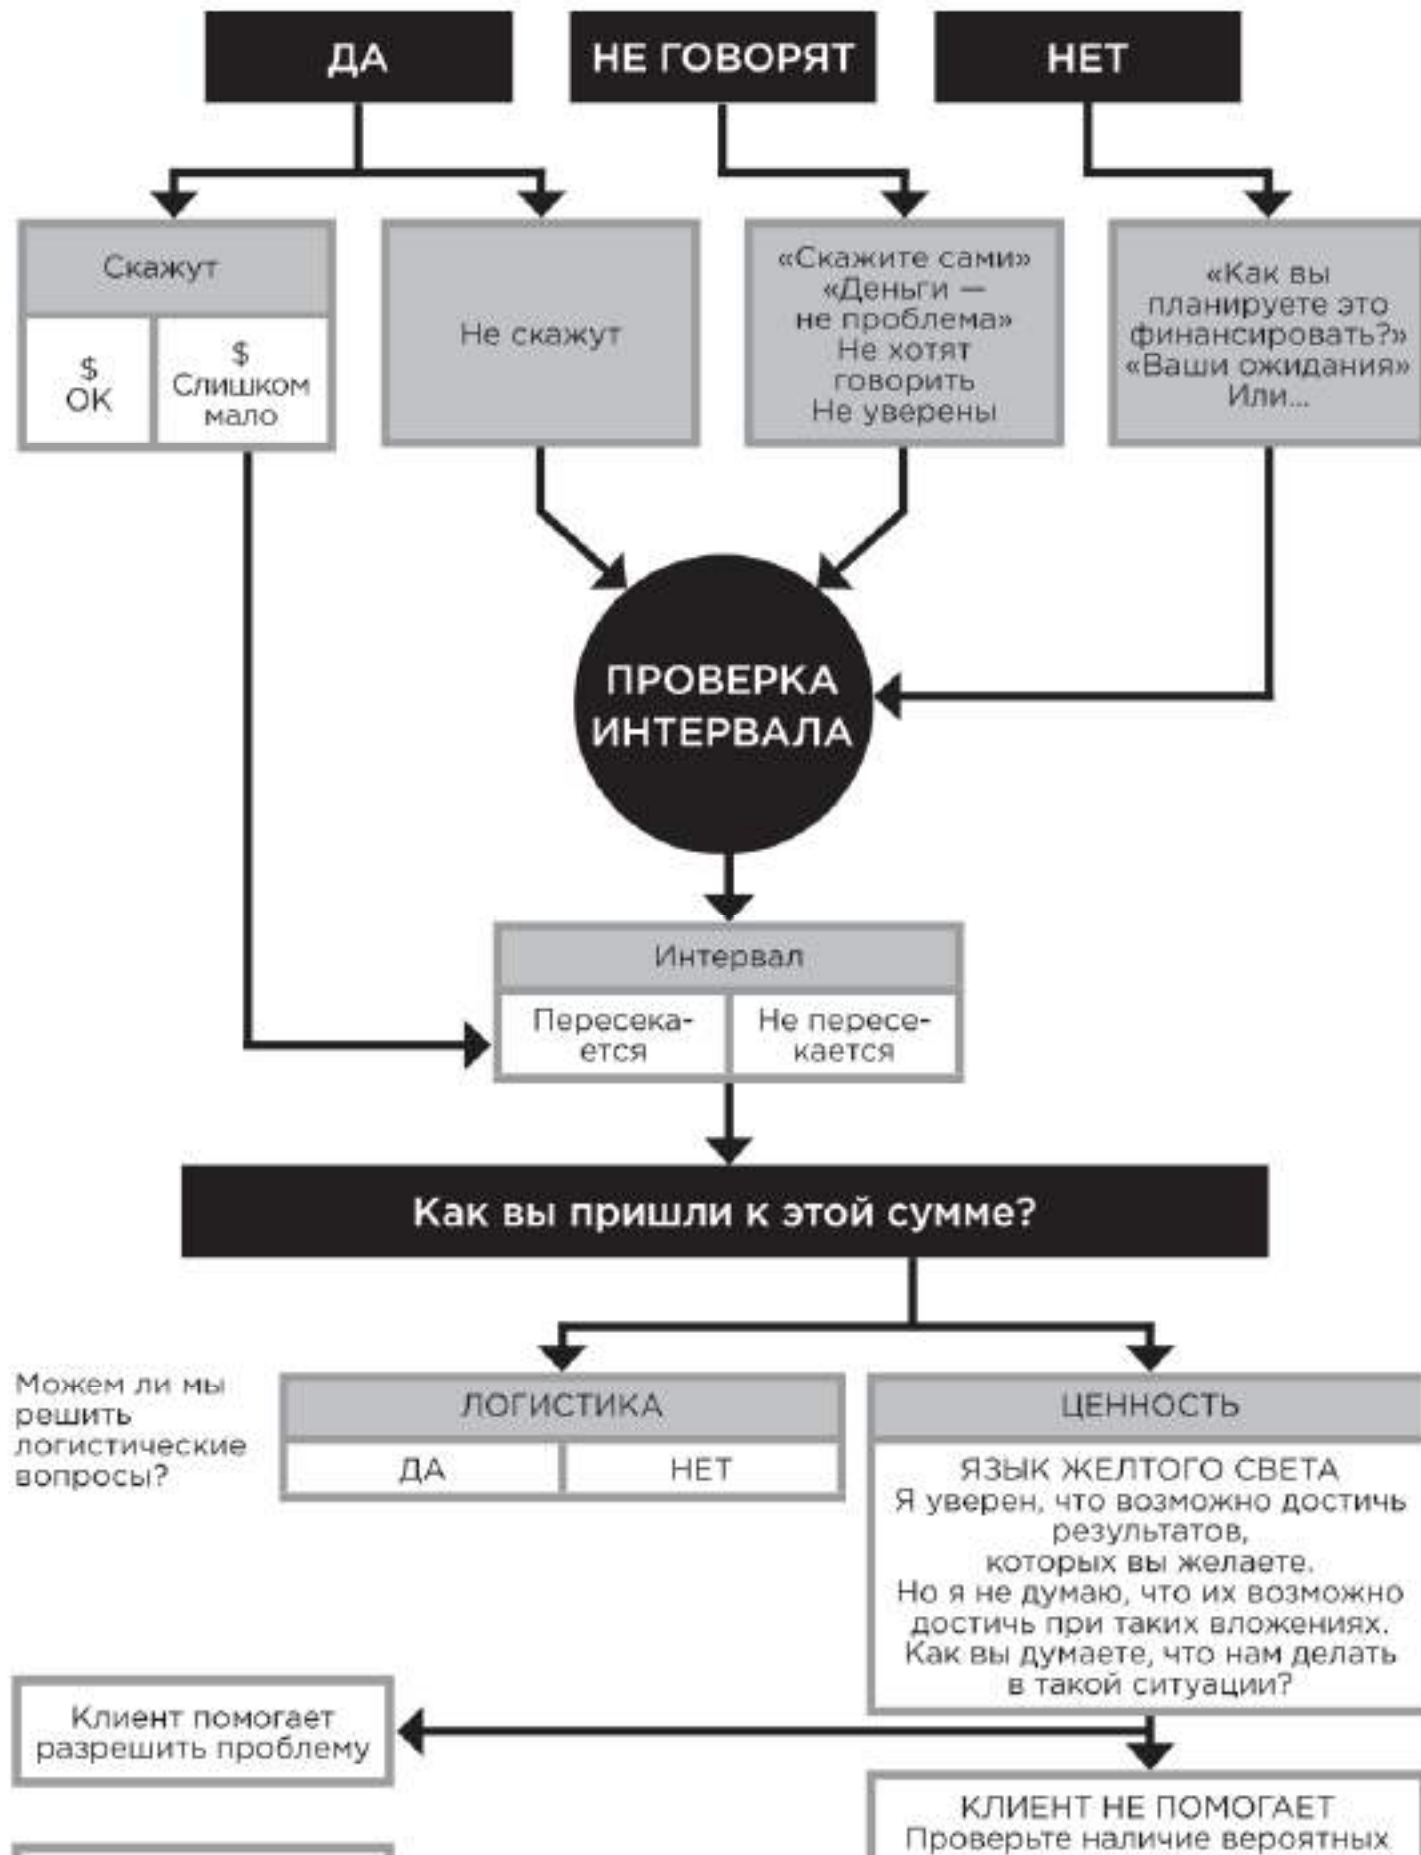 ДА
НЕ ГОВОРЯТ
НЕТ
Скажут
$
ОК
$
Слишком
мало
Не скажут
«Скажите сами»
«Деньги —
не проблема»
Не хотят
говорить
Не уверены
«Как вы
планируете это
финансировать?»
«Ваши ожидания»
Или...
ПРОВЕРКА
ИНТЕРВАЛА
Интервал
Пересека-
ется
Не пересе-
кается
Как вы пришли к этой сумме?
Можем ли мы
решить
логистические
вопросы?
ЛОГИСТИКА
ДА
НЕТ
ЦЕННОСТЬ
ЯЗЫК ЖЕЛТОГО СВЕТА
Я уверен, что возможно достичь
результатов,
которых вы желаете.
Но я не думаю, что их возможно
достичь при таких вложениях.
Как вы думаете, что нам делать
в такой ситуации?
Клиент помогает
разрешить проблему
КЛИЕНТ НЕ ПОМОГАЕТ
Проверьте наличие вероятных